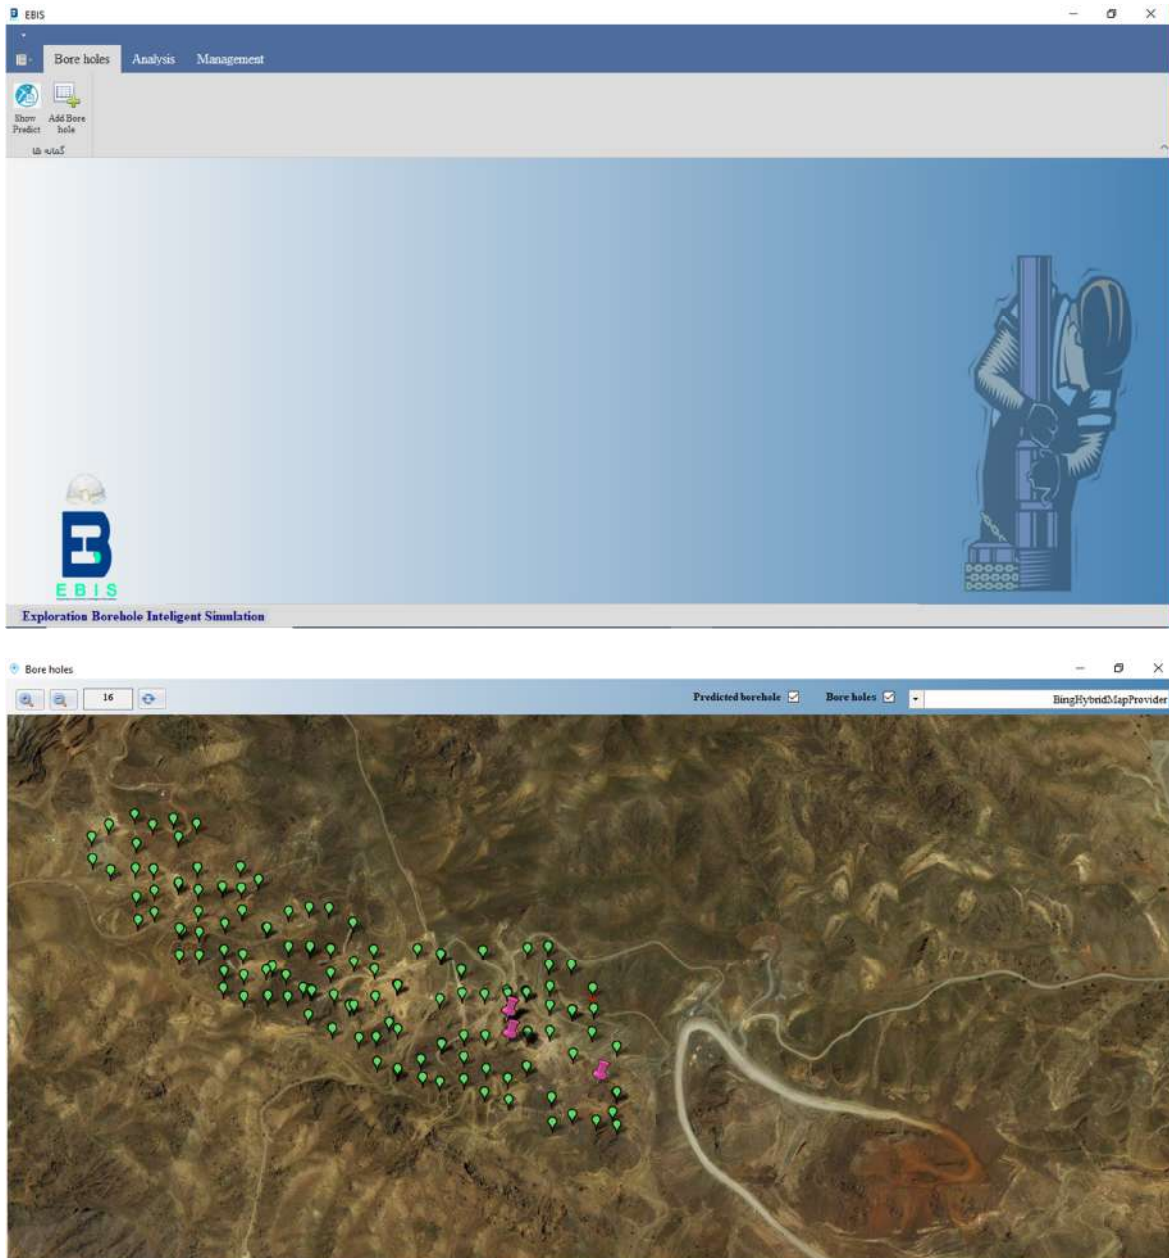 EBIS
Bore holes Analysis Management
Show Predict
Add Bore hole
گمانه ها
EBIS
Exploration Borehole Inteligent Simulation
Bore holes
16
Predicted borehole
Bore holes
BingHybridMapProvider